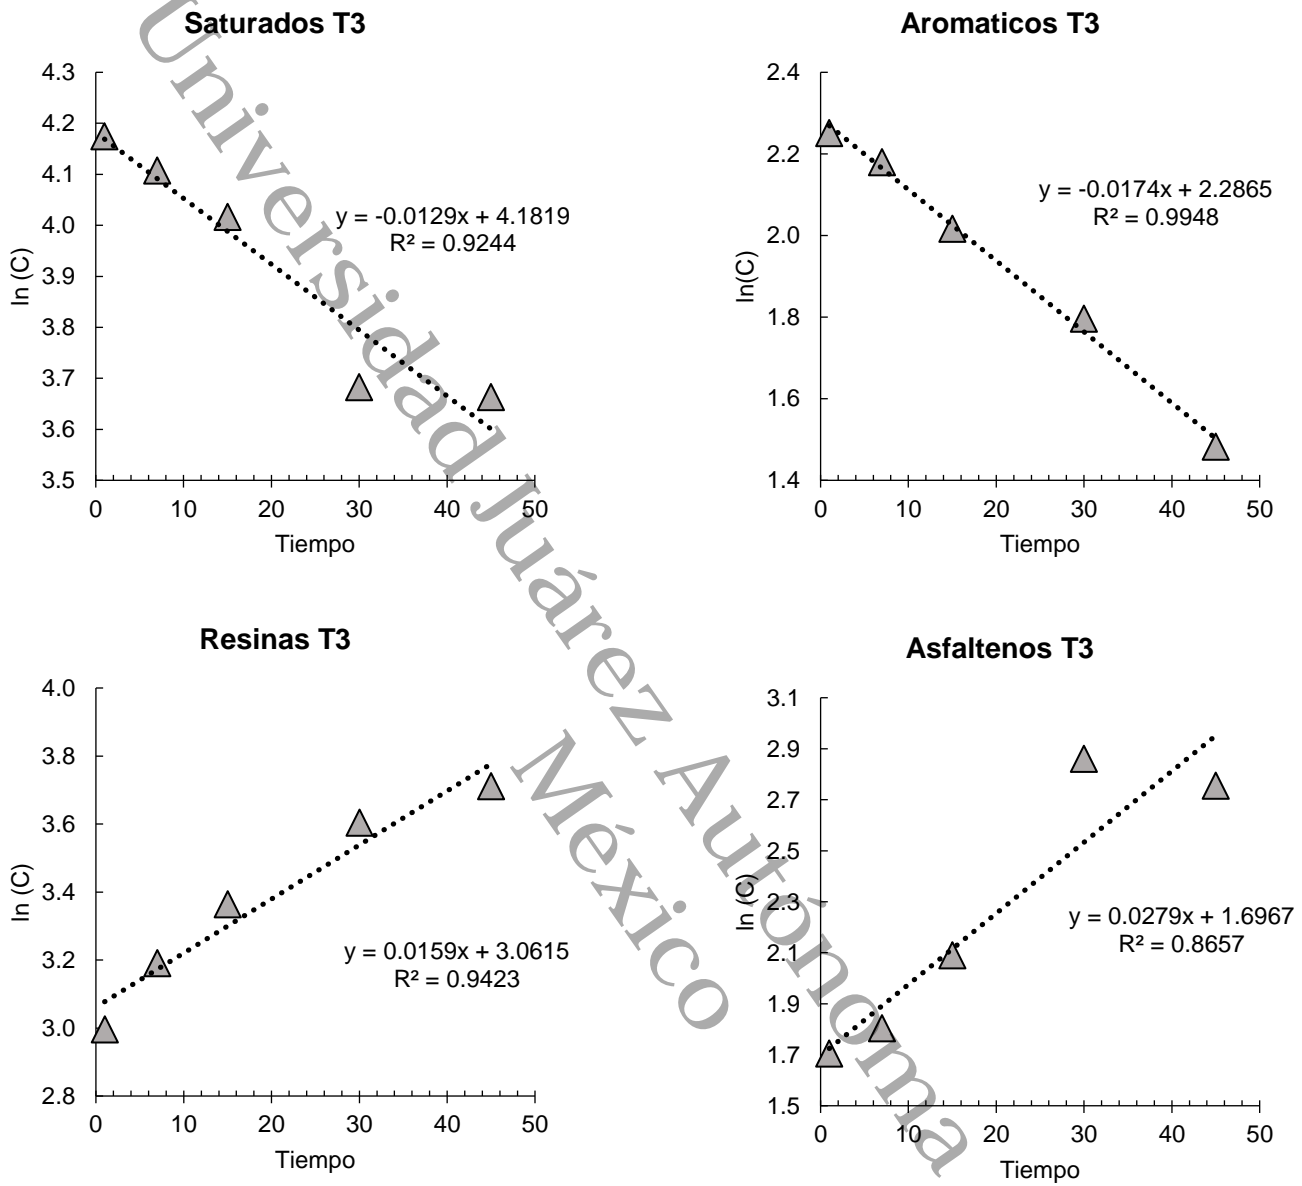 Saturados T3
4.3
4.2
4.1
4.0
3.9
3.8
3.7
3.6
3.5
ln (C)
y = -0.0129x + 4.1819
R² = 0.9244
0 10 20 30 40 50
Tiempo
Aromaticos T3
2.4
2.2
2.0
1.8
1.6
1.4
ln(C)
y = -0.0174x + 2.2865
R² = 0.9948
0 10 20 30 40 50
Tiempo
Resinas T3
4.0
3.8
3.6
3.4
3.2
3.0
2.8
ln (C)
y = 0.0159x + 3.0615
R² = 0.9423
0 10 20 30 40 50
Tiempo
Asfaltenos T3
3.1
2.9
2.7
2.5
2.3
2.1
1.9
1.7
1.5
ln (C)
y = 0.0279x + 1.6967
R² = 0.8657
0 10 20 30 40 50
Tiempo
Universidad Juárez Autónoma
México